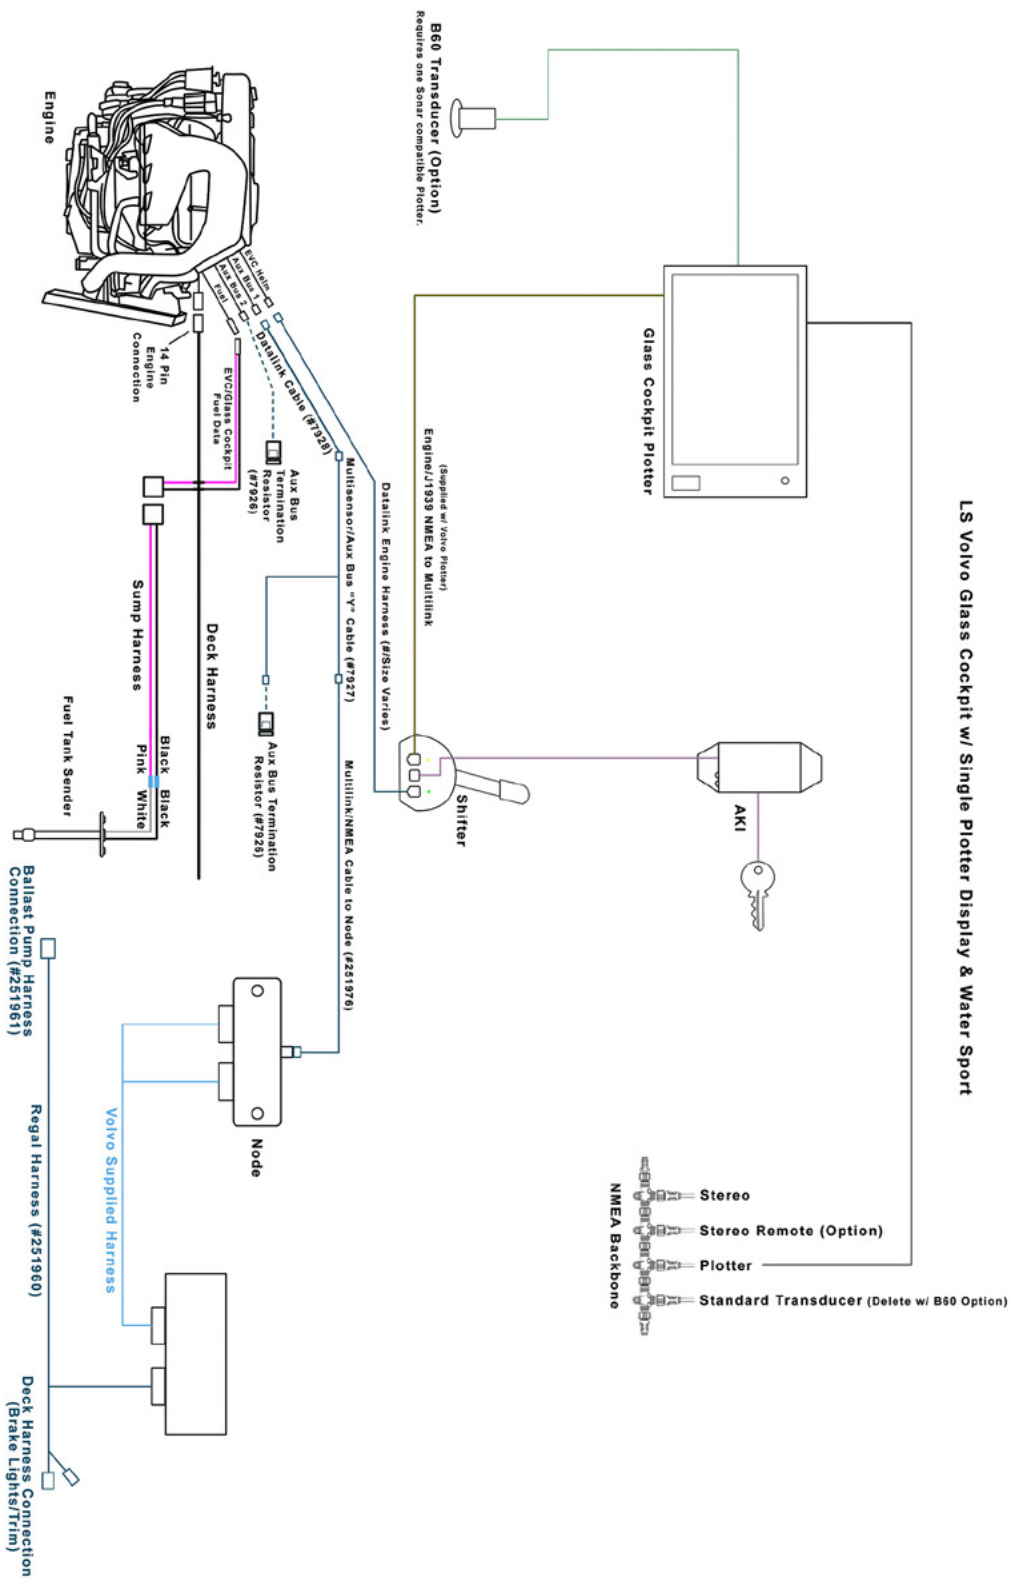 LS Volvo Glass Cockpit w/ Single Plotter Display & Water Sport
B60 Transducer (Option)
Requires one Sonar compatible Plotter.
Glass Cockpit Plotter
(Supplied w/ Volvo Plotter)
Engine/J1939 NMEA to Multilink
Datalink Engine Harness (#/Size Varies)
Shifter
AKI
Stereo
Stereo Remote (Option)
Plotter
Standard Transducer (Delete w/ B60 Option)
NMEA Backbone
Engine
EVC Helm
Aux Bus 1
Aux Bus 2
Fuel
Datalink Cable (#7928)
Multisensor/Aux Bus "Y" Cable (#7927)
Multilink/NMEA Cable to Node (#251976)
Aux Bus
Termination
Resistor
(#7926)
Aux Bus Termination
Resistor (#7926)
EVC/Glass Cockpit
Fuel Data
14 Pin
Engine
Connection
Deck Harness
Sump Harness
Black
Black
Pink
White
Fuel Tank Sender
Node
Volvo Supplied Harness
Ballast Pump Harness
Connection (#251961)
Regal Harness (#251960)
Deck Harness Connection
(Brake Lights/Trim)